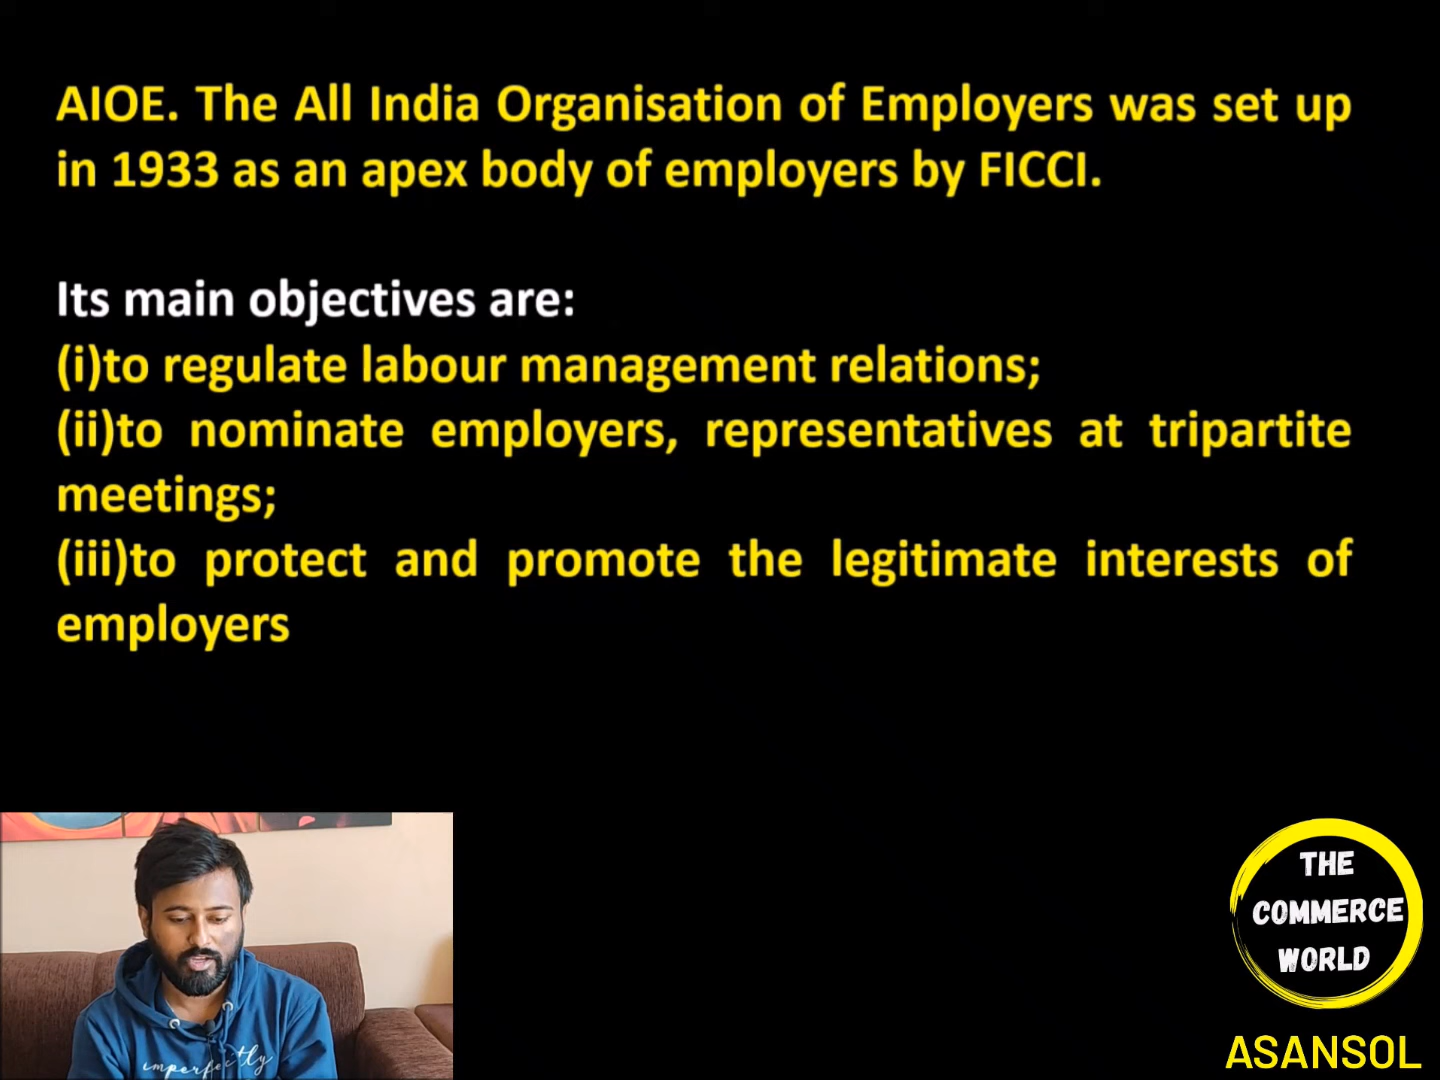 AIOE. The All India Organisation of Employers was set up
in 1933 as an apex body of employers by FICCI.
Its main objectives are:
(i)to regulate labour management relations;
(ii)to nominate employers, representatives at tripartite
meetings;
(iii)to protect and promote the legitimate interests of
employers
imperfectly
THE
COMMERCE
WORLD
ASANSOL